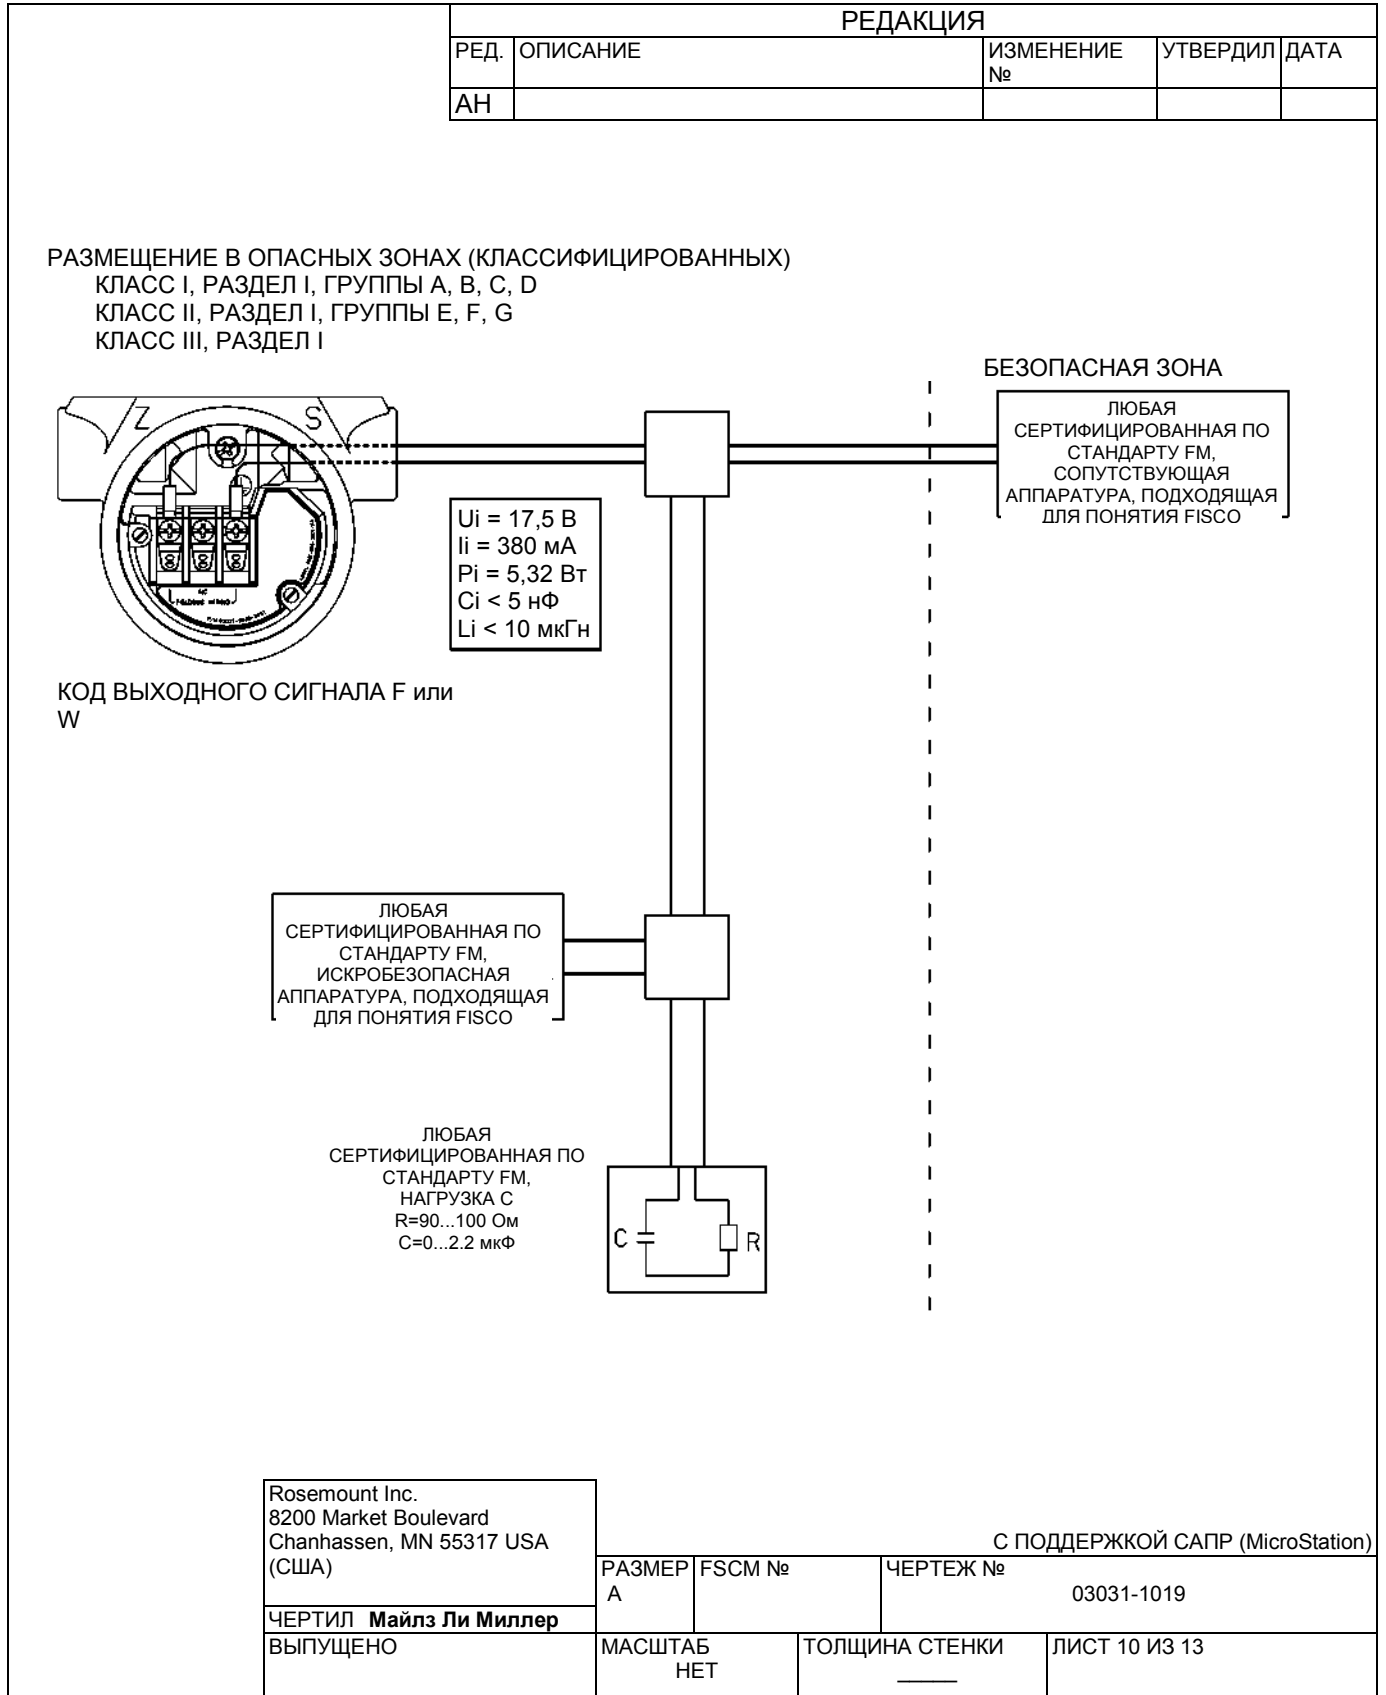 РЕДАКЦИЯ
РЕД. ОПИСАНИЕ ИЗМЕНЕНИЕ № УТВЕРДИЛ ДАТА
АН
РАЗМЕЩЕНИЕ В ОПАСНЫХ ЗОНАХ (КЛАССИФИЦИРОВАННЫХ)
КЛАСС I, РАЗДЕЛ I, ГРУППЫ A, B, C, D
КЛАСС II, РАЗДЕЛ I, ГРУППЫ E, F, G
КЛАСС III, РАЗДЕЛ I
БЕЗОПАСНАЯ ЗОНА
ЛЮБАЯ
СЕРТИФИЦИРОВАННАЯ ПО
СТАНДАРТУ FM,
СОПУТСТВУЮЩАЯ
АППАРАТУРА, ПОДХОДЯЩАЯ
ДЛЯ ПОНЯТИЯ FISCO
Ui = 17,5 В
Ii = 380 мА
Pi = 5,32 Вт
Ci < 5 нФ
Li < 10 мкГн
КОД ВЫХОДНОГО СИГНАЛА F или
W
ЛЮБАЯ
СЕРТИФИЦИРОВАННАЯ ПО
СТАНДАРТУ FM,
ИСКРОБЕЗОПАСНАЯ
АППАРАТУРА, ПОДХОДЯЩАЯ
ДЛЯ ПОНЯТИЯ FISCO
ЛЮБАЯ
СЕРТИФИЦИРОВАННАЯ ПО
СТАНДАРТУ FM,
НАГРУЗКА С
R=90...100 Ом
C=0...2.2 мкФ
C R
Rosemount Inc.
8200 Market Boulevard
Chanhassen, MN 55317 USA
(США)
С ПОДДЕРЖКОЙ САПР (MicroStation)
РАЗМЕР FSCM № ЧЕРТЕЖ №
A 03031-1019
ЧЕРТИЛ Майлз Ли Миллер
ВЫПУЩЕНО МАСШТАБ ТОЛЩИНА СТЕНКИ ЛИСТ 10 ИЗ 13
НЕТ